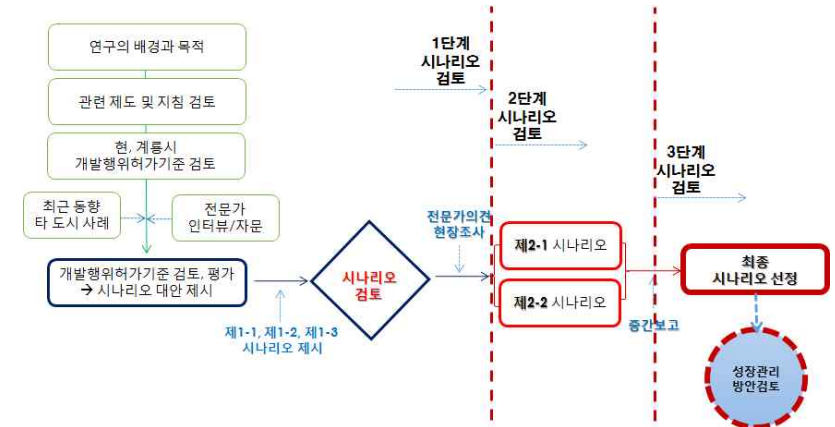 연구의 배경과 목적
관련 제도 및 지침 검토
현, 계룡시
개발행위허가기준 검토
최근 동향
타 도시 사례
전문가
인터뷰/자문
개발행위허가기준 검토, 평가
→ 시나리오 대안 제시
제1-1, 제1-2, 제1-3
시나리오 제시
시나리오
검토
1단계
시나리오
검토
전문가의견
현장조사
2단계
시나리오
검토
제2-1 시나리오
제2-2 시나리오
중간보고
3단계
시나리오
검토
최종
시나리오 선정
성장관리
방안검토